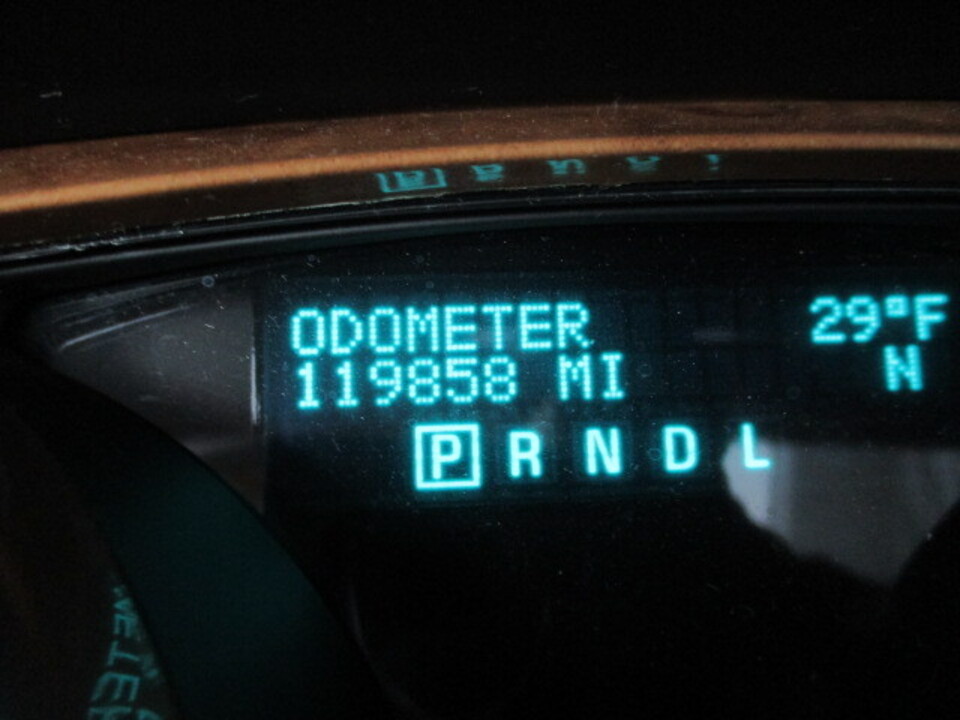 ODOMETER 29°F
119858 MI N
P R N D L